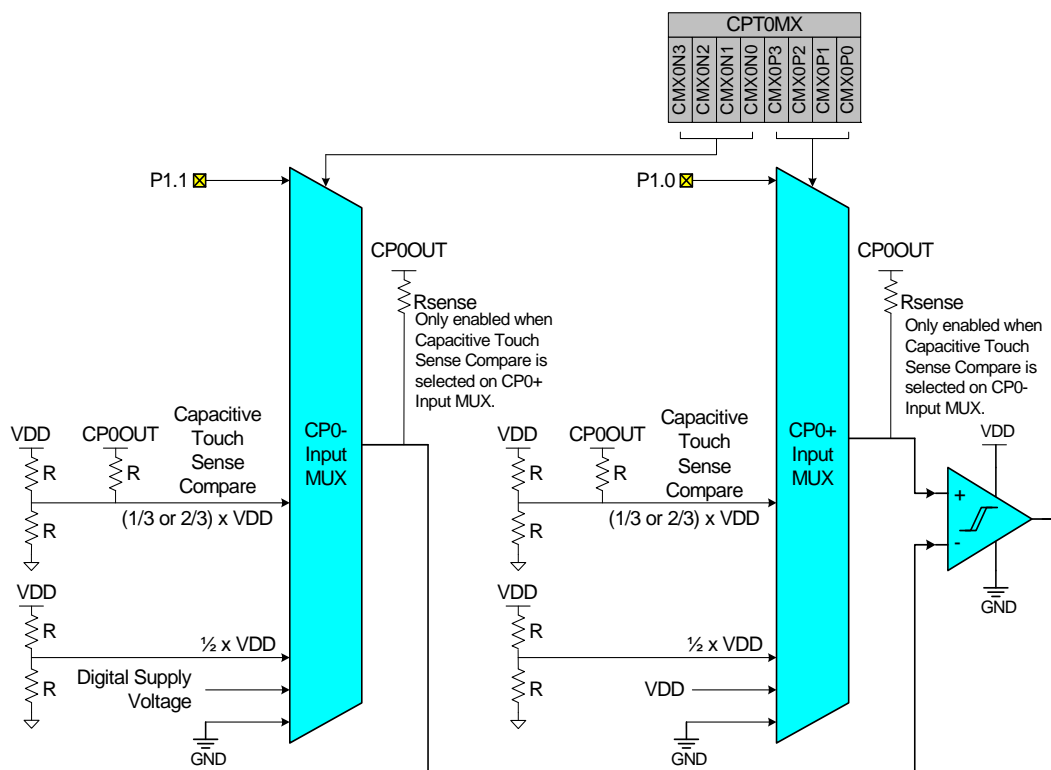 CPT0MX
CMX0N3
CMX0N2
CMX0N1
CMX0N0
CMX0P3
CMX0P2
CMX0P1
CMX0P0
P1.1
P1.0
CP0OUT
Rsense
Only enabled when
Capacitive Touch
Sense Compare is
selected on CP0+
Input MUX.
CP0OUT
Rsense
Only enabled when
Capacitive Touch
Sense Compare is
selected on CP0-
Input MUX.
VDD
CP0OUT
R
R
R
Capacitive
Touch
Sense
Compare
(1/3 or 2/3) x VDD
CP0-
Input
MUX
VDD
CP0OUT
R
R
R
Capacitive
Touch
Sense
Compare
(1/3 or 2/3) x VDD
CP0+
Input
MUX
VDD
+
-
GND
VDD
R
R
½ x VDD
Digital Supply
Voltage
GND
VDD
R
R
½ x VDD
VDD
GND